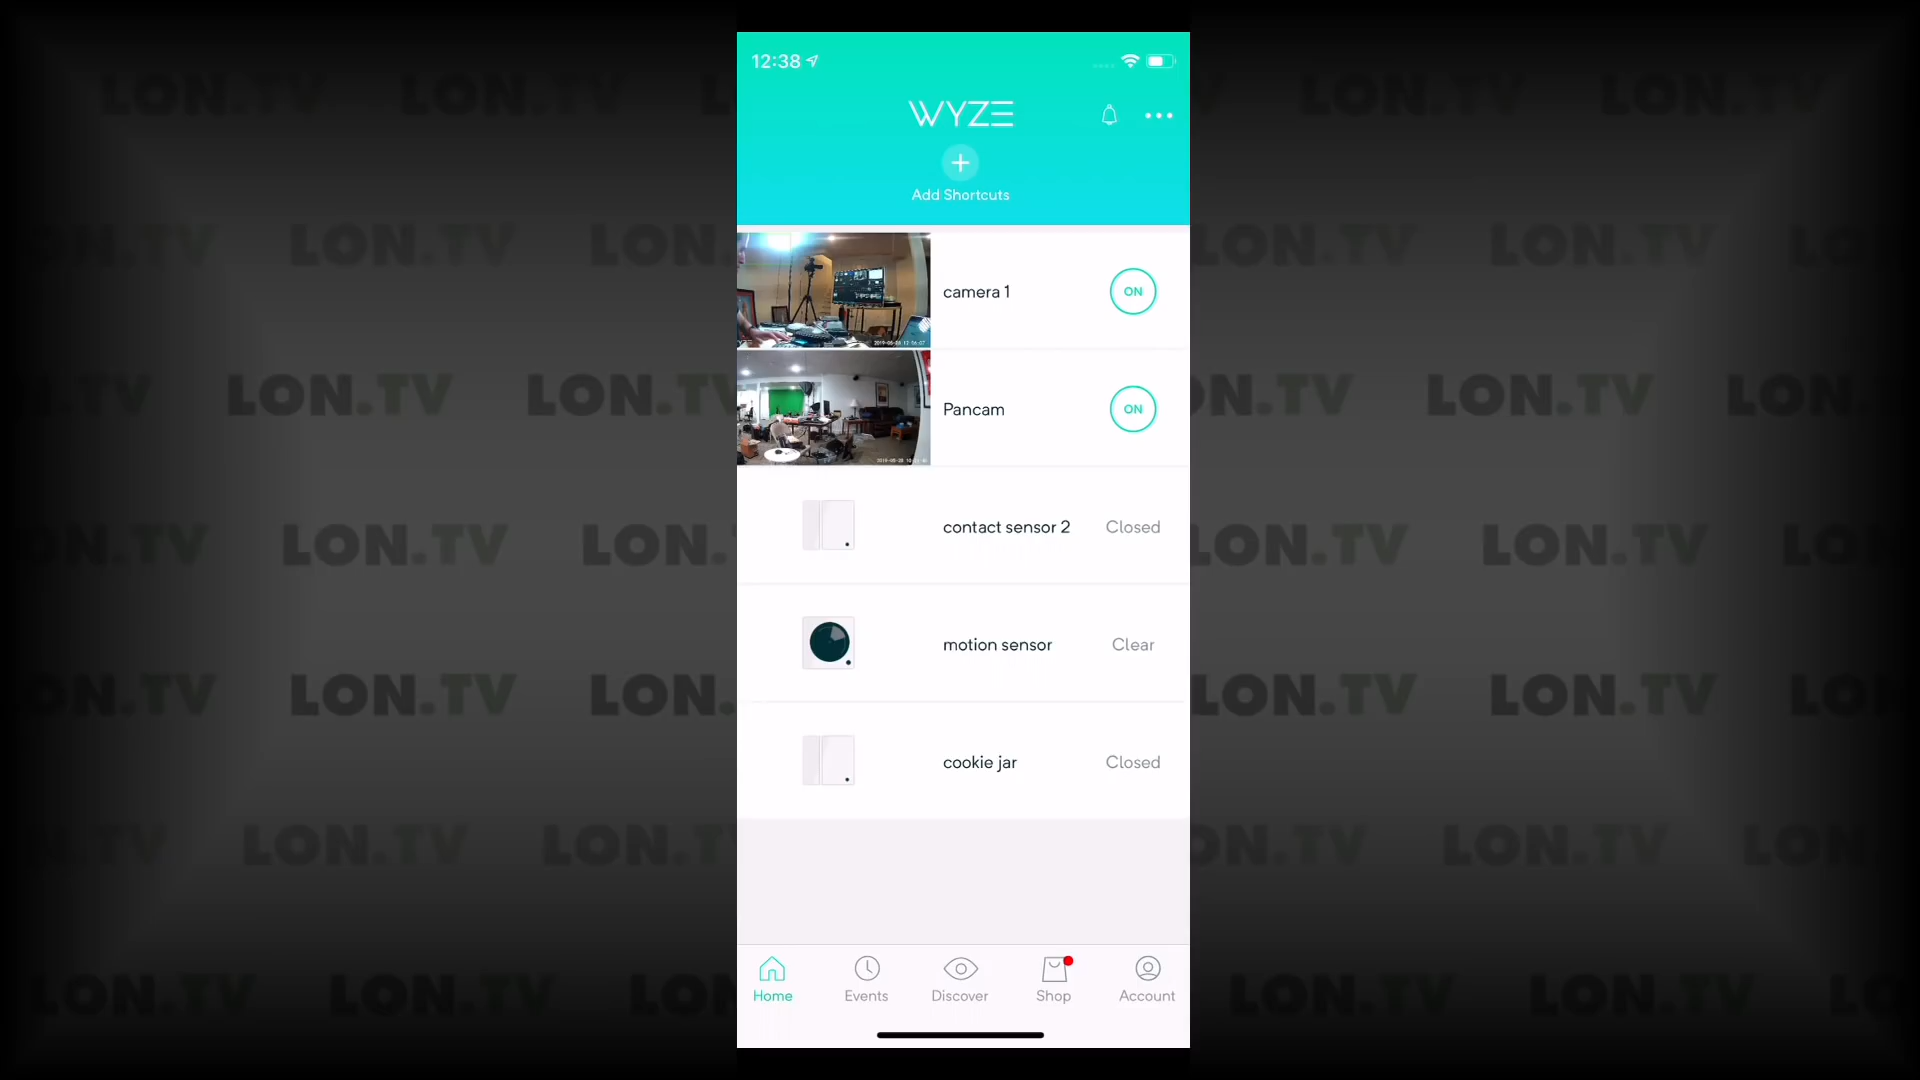 12:38
WYZE
Add Shortcuts
camera 1
ON
Pancam
ON
contact sensor 2
Closed
motion sensor
Clear
cookie jar
Closed
Home
Events
Discover
Shop
Account
LON.TV